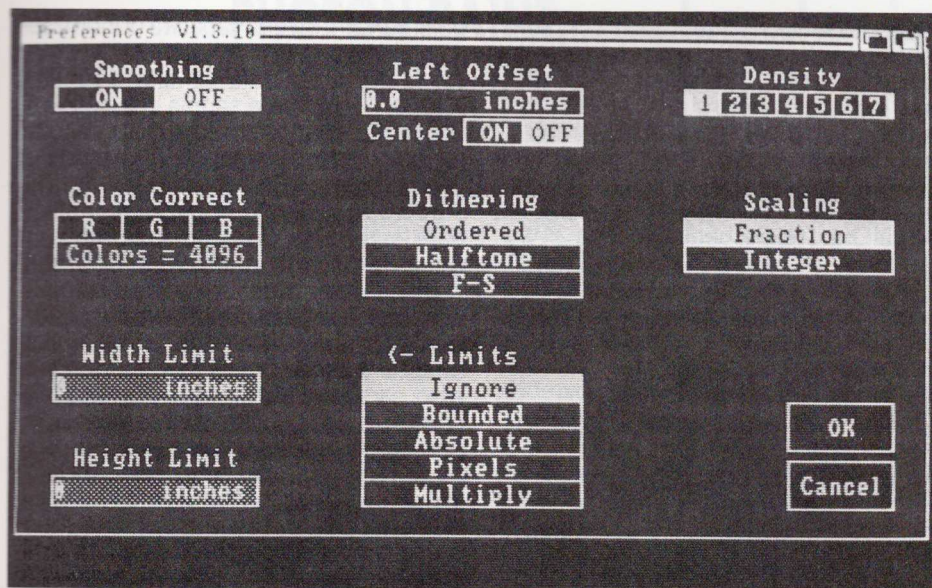 Preferences V1.3.10
Smoothing
ON OFF
Left Offset
0.0 inches
Center ON OFF
Density
1 2 3 4 5 6 7
Color Correct
R G B
Colors = 4096
Dithering
Ordered
Halftone
F-S
Scaling
Fraction
Integer
Width Limit
0 inches
Height Limit
0 inches
<- Limits
Ignore
Bounded
Absolute
Pixels
Multiply
OK
Cancel